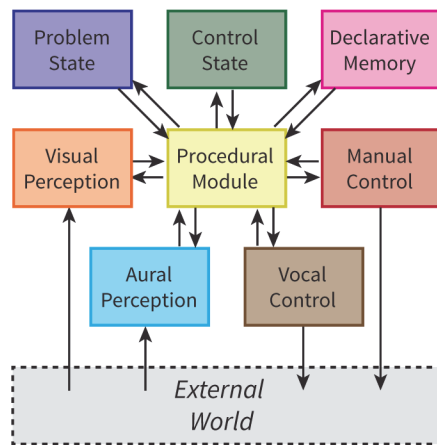 Problem
State
Control
State
Declarative
Memory
Visual
Perception
Procedural
Module
Manual
Control
Aural
Perception
Vocal
Control
External
World